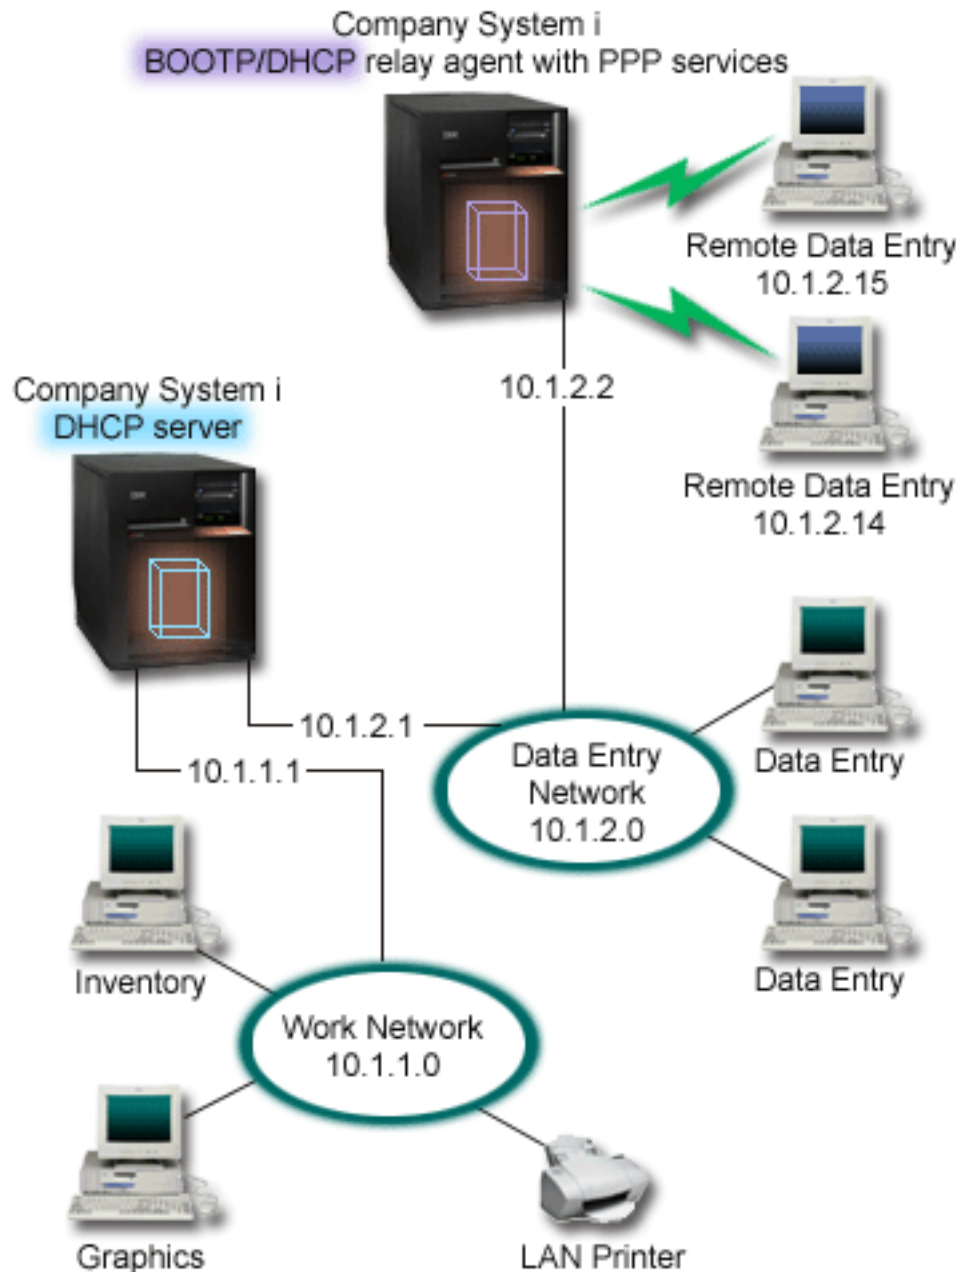 Company System i
BOOTP/DHCP relay agent with PPP services
Remote Data Entry
10.1.2.15
10.1.2.2
Company System i
DHCP server
Remote Data Entry
10.1.2.14
10.1.2.1
10.1.1.1
Data Entry
Network
10.1.2.0
Data Entry
Data Entry
Inventory
Work Network
10.1.1.0
Graphics
LAN Printer